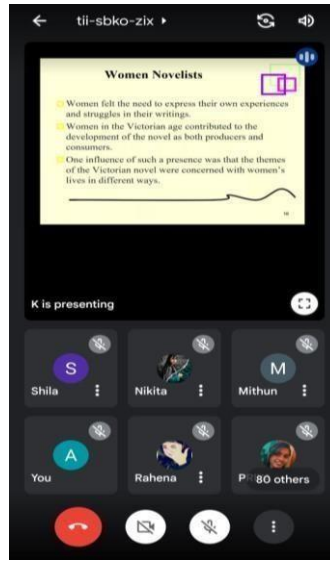 tii-sbko-zix
Women Novelists
Women felt the need to express their own experiences
and struggles in their writings.
Women in the Victorian age contributed to the
development of the novel as both producers and
consumers.
One influence of such a presence was that the themes
of the Victorian novel were concerned with women's
lives in different ways.
K is presenting
S
M
Shila
Nikita
Mithun
A
You
Rahena
80 others